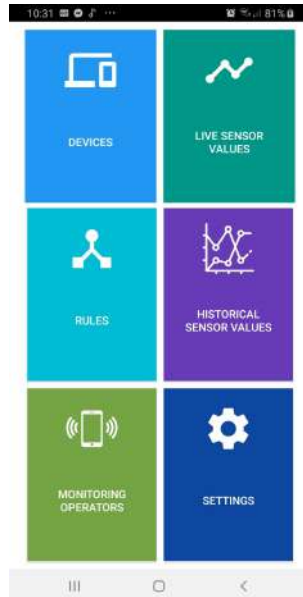 10:31
81%
DEVICES
LIVE SENSOR
VALUES
RULES
HISTORICAL
SENSOR VALUES
MONITORING
OPERATORS
SETTINGS